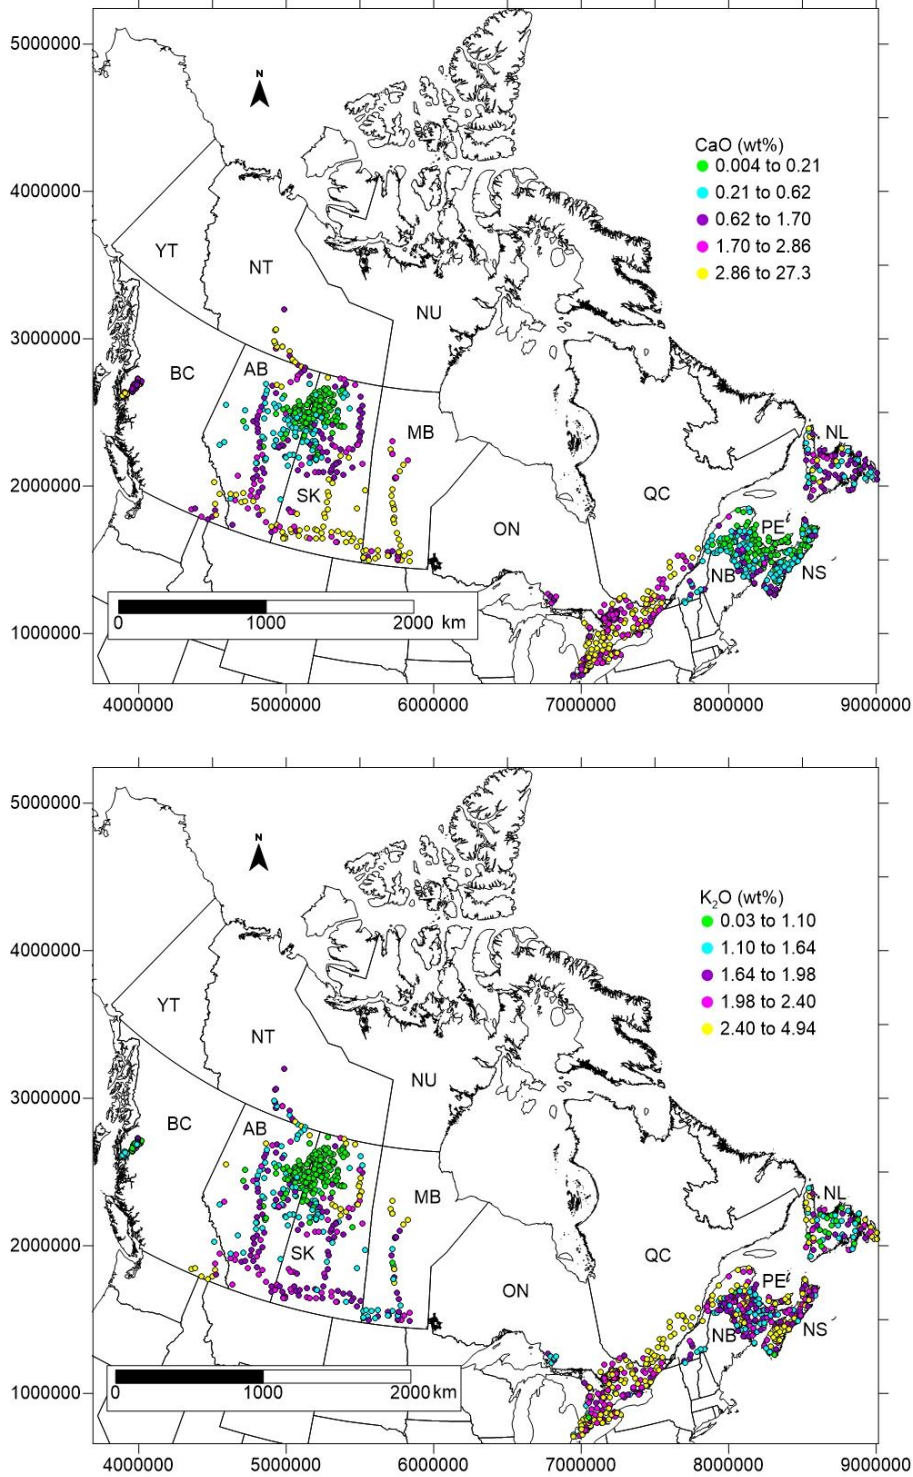 5000000
N
CaO (wt%)
0.004 to 0.21
4000000
0.21 to 0.62
0.62 to 1.70
YT
1.70 to 2.86
NT
2.86 to 27.3
NU
3000000
BC
AB
MB
NL
2000000
SK
QC
ON
PE
NB
NS
0 1000 2000 km
1000000
4000000 5000000 6000000 7000000 8000000 9000000
5000000
N
K₂O (wt%)
0.03 to 1.10
4000000
1.10 to 1.64
1.64 to 1.98
YT
1.98 to 2.40
NT
2.40 to 4.94
NU
3000000
BC
AB
MB
NL
2000000
SK
QC
PE
ON
NB
NS
0 1000 2000 km
1000000
4000000 5000000 6000000 7000000 8000000 9000000